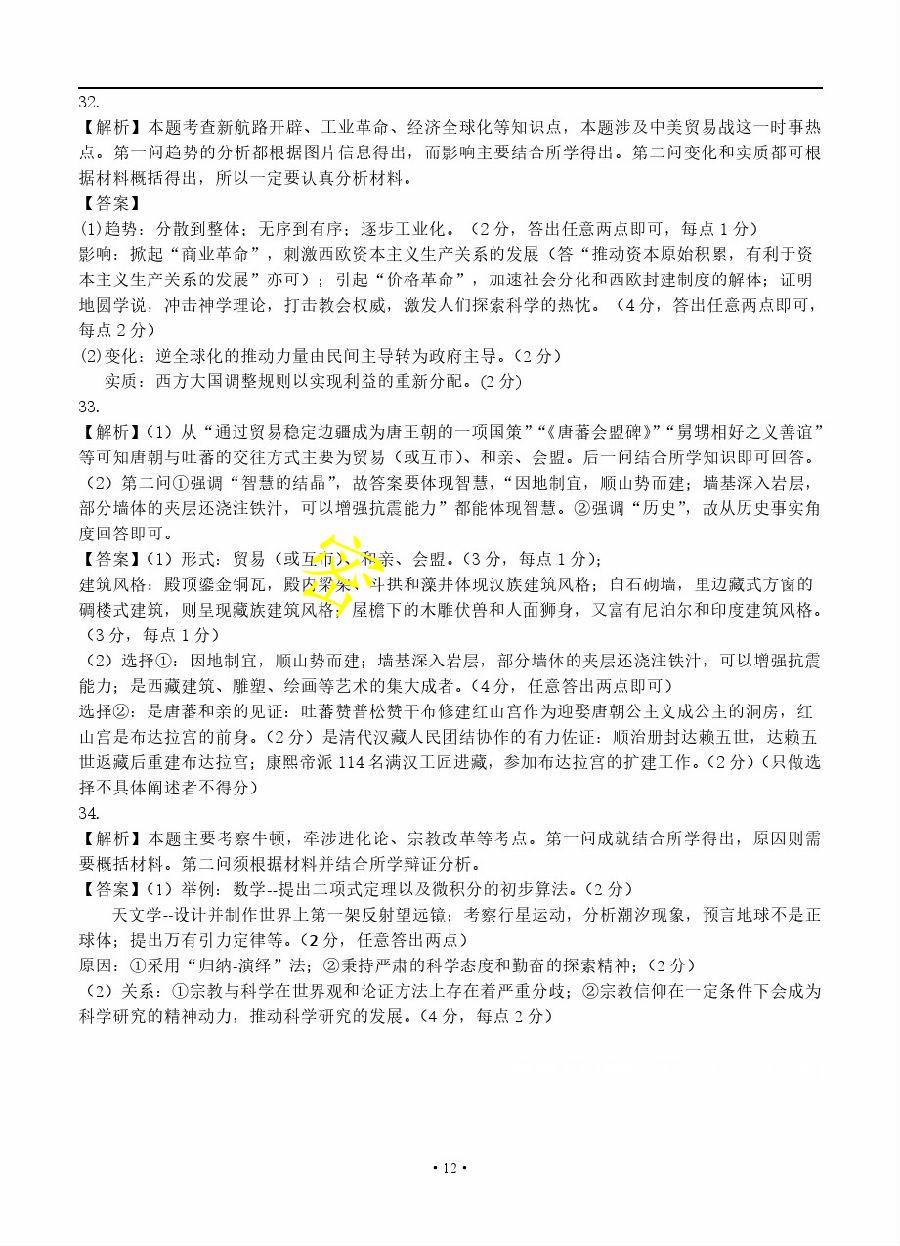 32.
【解析】本题考查新航路开辟、工业革命、经济全球化等知识点，本题涉及中美贸易战这一时事热
点。第一问趋势的分析都根据图片信息得出，而影响主要结合所学得出。第二问变化和实质都可根
据材料概括得出，所以一定要认真分析材料。
【答案】
(1)趋势：分散到整体；无序到有序；逐步工业化。（2分，答出任意两点即可，每点1分）
影响：掀起“商业革命”，刺激西欧资本主义生产关系的发展（答“推动资本原始积累，有利于资
本主义生产关系的发展”亦可）；引起“价格革命”，加速社会分化和西欧封建制度的解体；证明
地圆学说，冲击神学理论，打击教会权威，激发人们探索科学的热忱。（4分，答出任意两点即可，
每点2分）
(2)变化：逆全球化的推动力量由民间主导转为政府主导。（2分）
实质：西方大国调整规则以实现利益的重新分配。(2分)
33.
【解析】（1）从“通过贸易稳定边疆成为唐王朝的一项国策”“《唐蕃会盟碑》”“舅甥相好之义善谊”
等可知唐朝与吐蕃的交往方式主要为贸易（或互市）、和亲、会盟。后一问结合所学知识即可回答。
（2）第二问①强调“智慧的结晶”，故答案要体现智慧，“因地制宜，顺山势而建；墙基深入岩层，
部分墙体的夹层还浇注铁汁，可以增强抗震能力”都能体现智慧。②强调“历史”，故从历史事实角
度回答即可。
【答案】（1）形式：贸易（或互市）、和亲、会盟。（3分，每点1分）；
建筑风格：殿顶鎏金铜瓦，殿内梁架、斗拱和藻井体现汉族建筑风格；白石砌墙，里边藏式方窗的
碉楼式建筑，则呈现藏族建筑风格；屋檐下的木雕伏兽和人面狮身，又富有尼泊尔和印度建筑风格。
（3分，每点1分）
（2）选择①：因地制宜，顺山势而建；墙基深入岩层，部分墙体的夹层还浇注铁汁，可以增强抗震
能力；是西藏建筑、雕塑、绘画等艺术的集大成者。（4分，任意答出两点即可）
选择②：是唐蕃和亲的见证：吐蕃赞普松赞干布修建红山宫作为迎娶唐朝公主文成公主的洞房，红
山宫是布达拉宫的前身。（2分）是清代汉藏人民团结协作的有力佐证：顺治册封达赖五世，达赖五
世返藏后重建布达拉宫；康熙帝派114名满汉工匠进藏，参加布达拉宫的扩建工作。（2分）（只做选
择不具体阐述者不得分）
34.
【解析】本题主要考察牛顿，牵涉进化论、宗教改革等考点。第一问成就结合所学得出，原因则需
要概括材料。第二问须根据材料并结合所学辩证分析。
【答案】（1）举例：数学--提出二项式定理以及微积分的初步算法。（2分）
天文学--设计并制作世界上第一架反射望远镜；考察行星运动，分析潮汐现象，预言地球不是正
球体；提出万有引力定律等。（2分，任意答出两点）
原因：①采用“归纳-演绎”法；②秉持严肃的科学态度和勤奋的探索精神；（2分）
（2）关系：①宗教与科学在世界观和论证方法上存在着严重分歧；②宗教信仰在一定条件下会成为
科学研究的精神动力，推动科学研究的发展。（4分，每点2分）
·12·